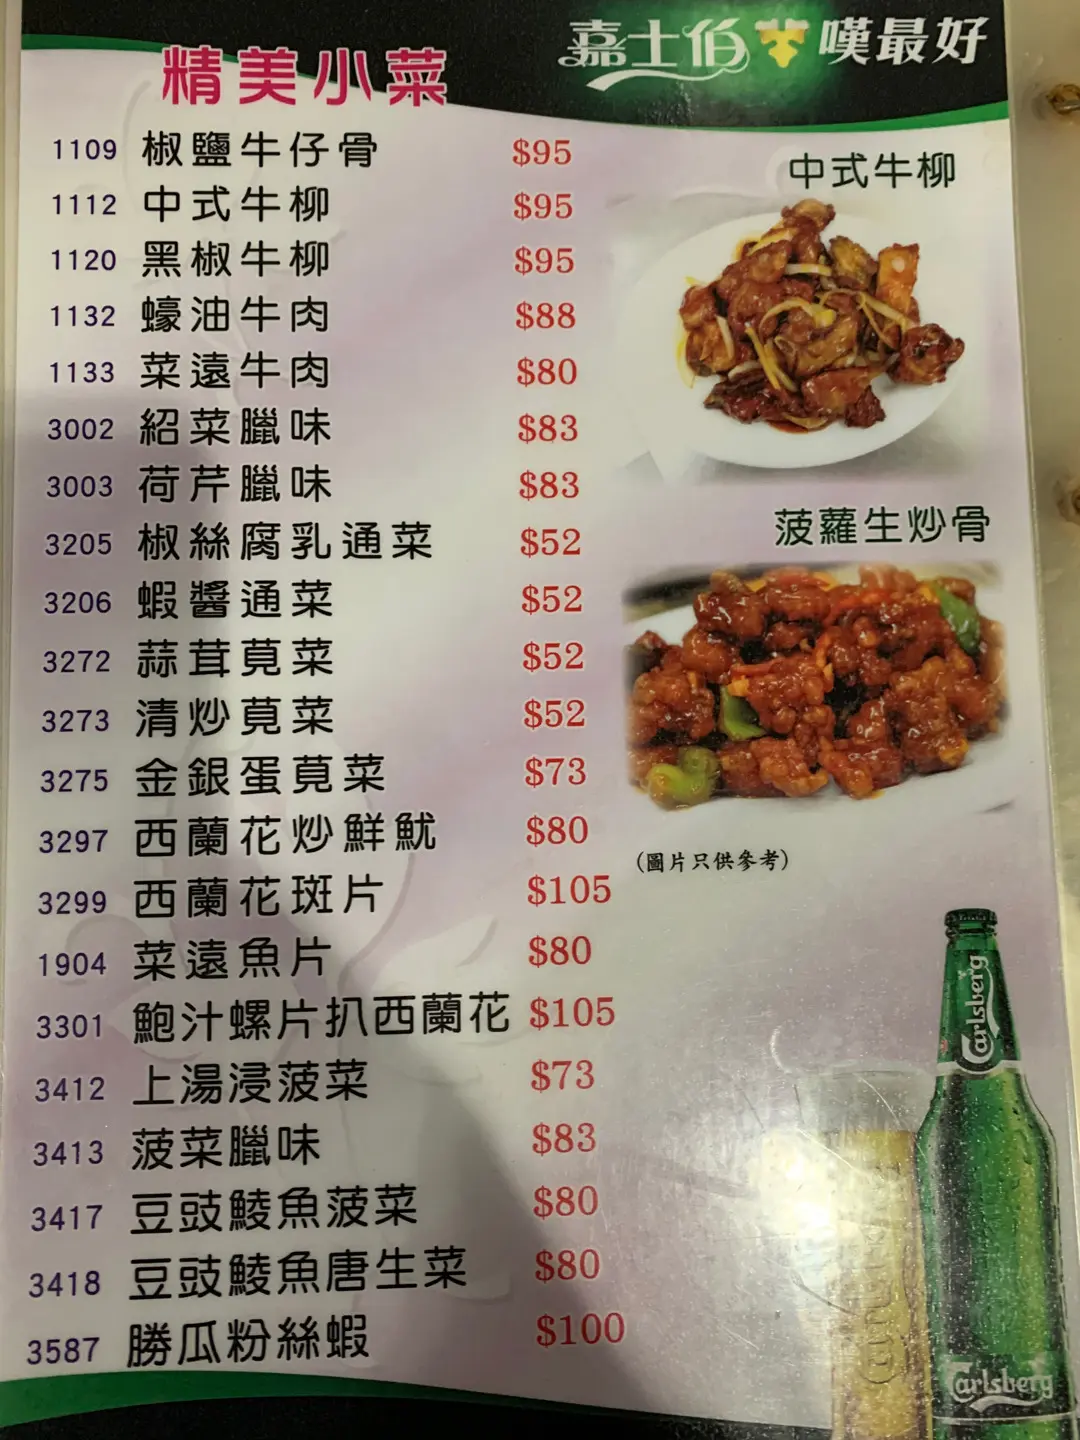 嘉士伯 嘆最好
精美小菜
1109 椒鹽牛仔骨 $95
1112 中式牛柳 $95
1120 黑椒牛柳 $95
1132 蠔油牛肉 $88
1133 菜遠牛肉 $80
3002 紹菜臘味 $83
3003 荷芹臘味 $83
3205 椒絲腐乳通菜 $52
3206 蝦醬通菜 $52
3272 蒜茸莧菜 $52
3273 清炒莧菜 $52
3275 金銀蛋莧菜 $73
3297 西蘭花炒鮮魷 $80
3299 西蘭花斑片 $105
1904 菜遠魚片 $80
3301 鮑汁螺片扒西蘭花 $105
3412 上湯浸菠菜 $73
3413 菠菜臘味 $83
3417 豆豉鯪魚菠菜 $80
3418 豆豉鯪魚唐生菜 $80
3587 勝瓜粉絲蝦 $100
中式牛柳
菠蘿生炒骨
(圖片只供參考)
Carlsberg
Carlsberg